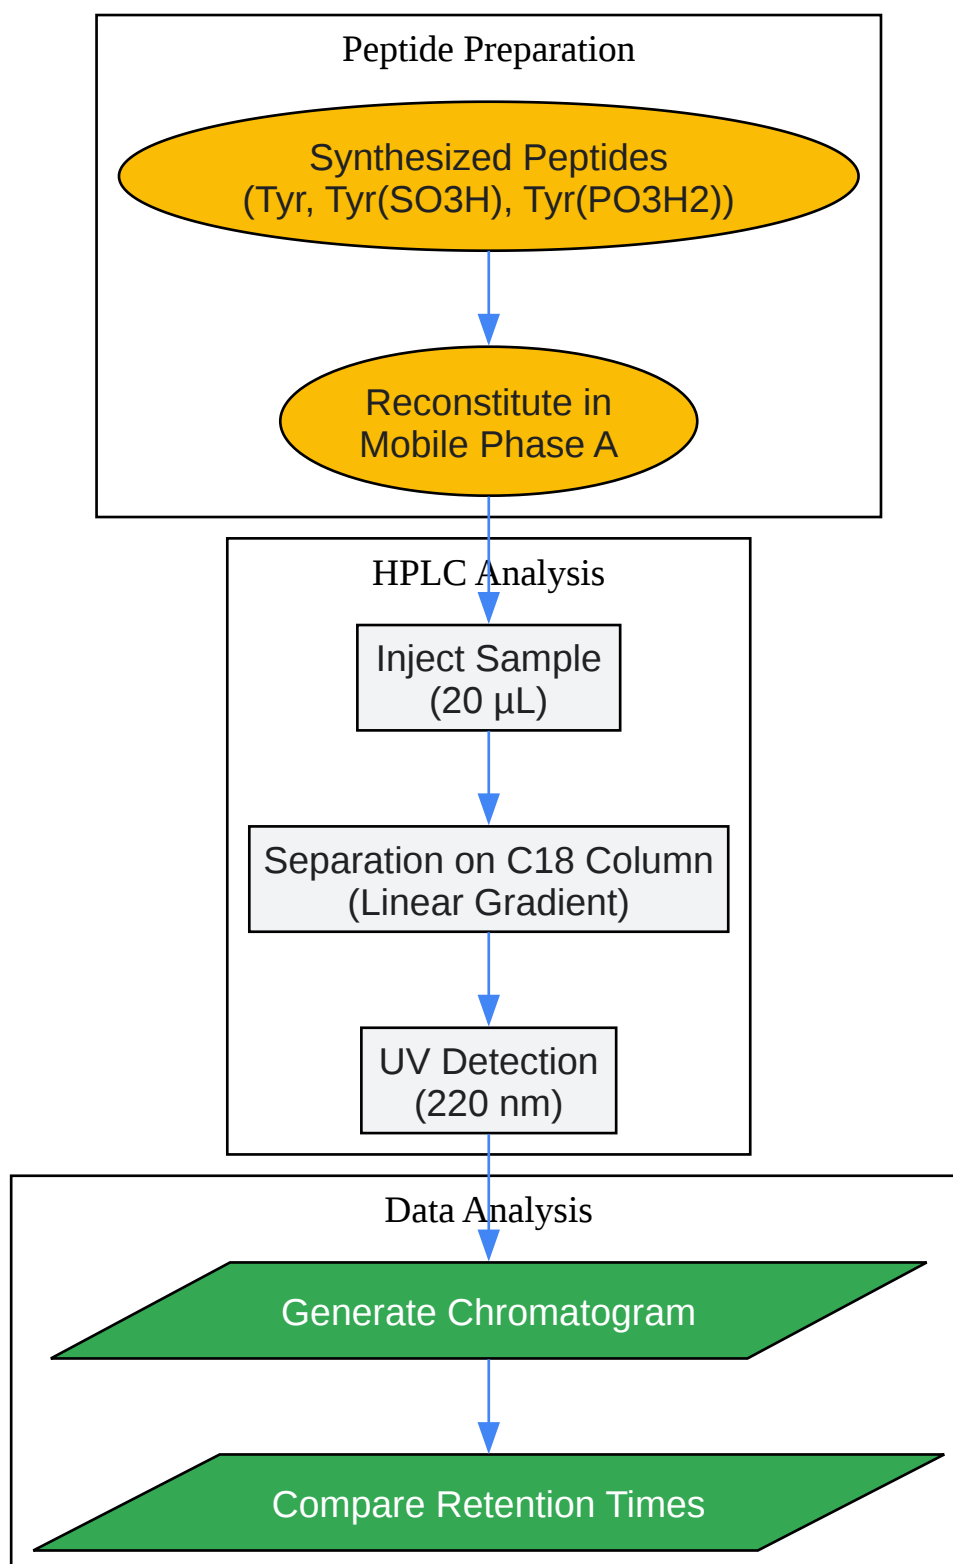 Peptide Preparation
Synthesized Peptides
(Tyr, Tyr(SO3H), Tyr(PO3H2))
Reconstitute in
Mobile Phase A
HPLC Analysis
Inject Sample
(20 µL)
Separation on C18 Column
(Linear Gradient)
UV Detection
(220 nm)
Data Analysis
Generate Chromatogram
Compare Retention Times